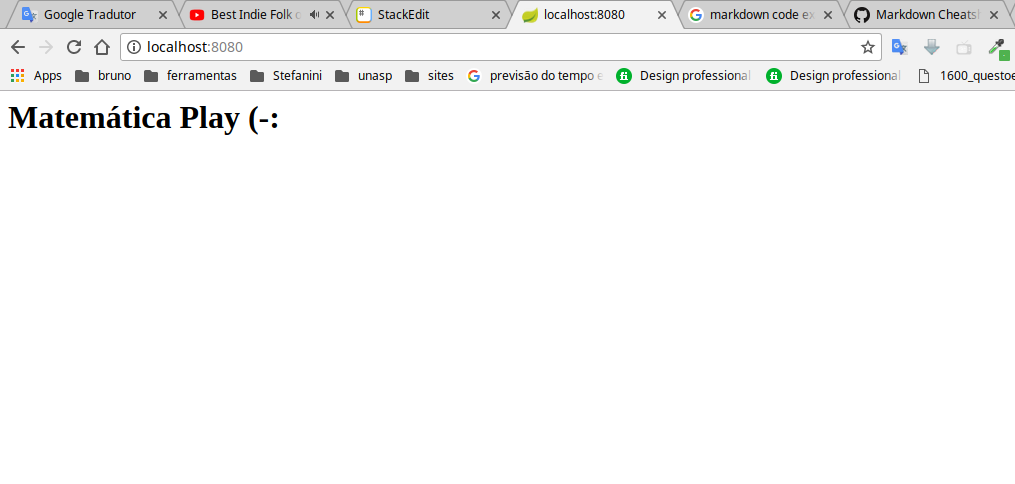 Google Tradutor Best Indie Folk o StackEdit localhost:8080 markdown code ex Markdown Cheatsh
localhost:8080
Apps bruno ferramentas Stefanini unasp sites previsão do tempo e Design professional Design professional 1600_questoe
Matemática Play (-: